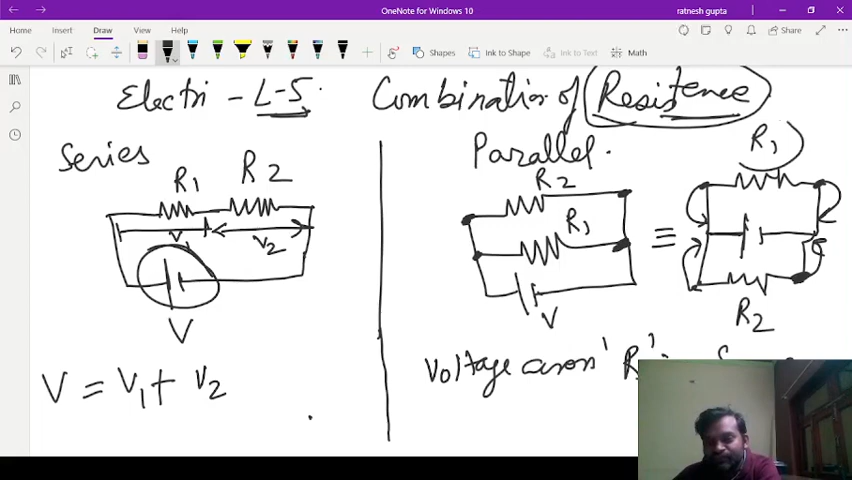 OneNote for Windows 10
ratnesh gupta
Home Insert Draw View Help
Share
Shapes Ink to Shape Ink to Text Math
Electri - L-5. Combination of Resistence
Series
Parallel.
R1 R2
R2
R1
R1
V V2
V
V
R2
V = V1 + V2
Voltage across 'R1'